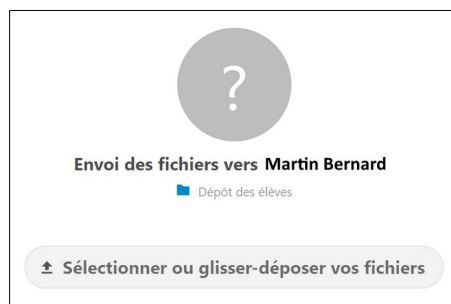 ?
Envoi des fichiers vers Martin Bernard
Dépôt des élèves
Sélectionner ou glisser-déposer vos fichiers